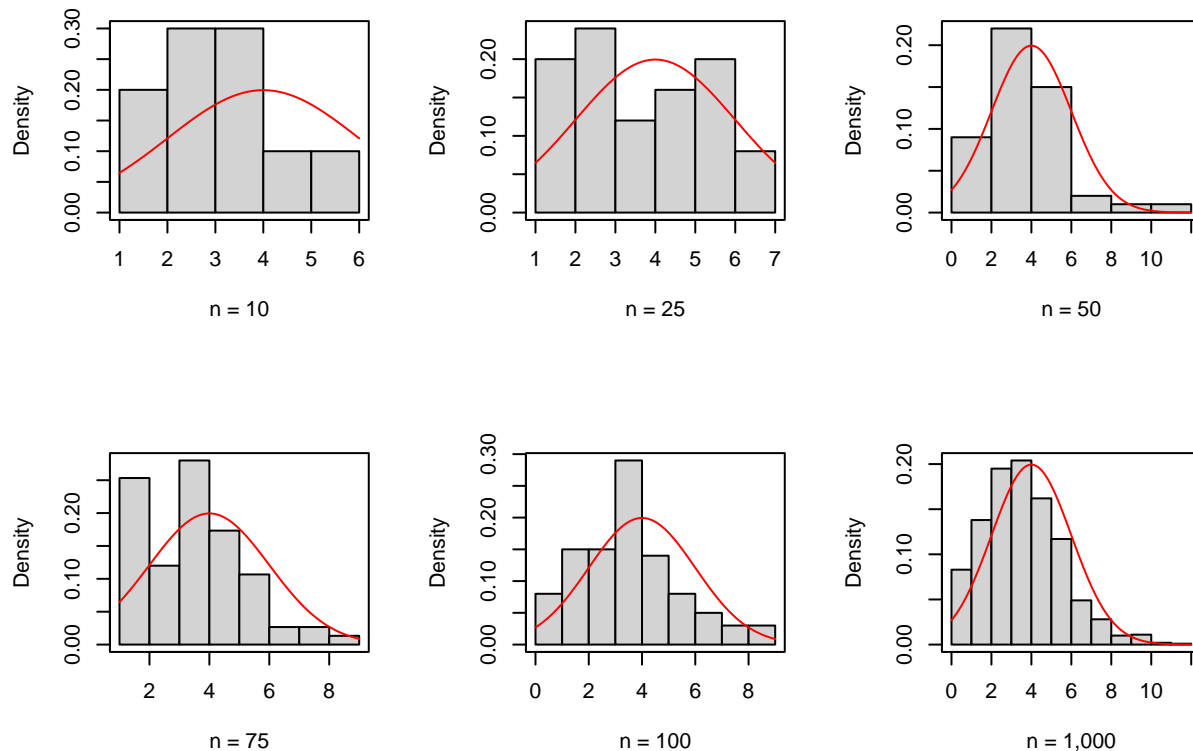 Density
0.00 0.10 0.20 0.30
1 2 3 4 5 6
n = 10
Density
0.00 0.10 0.20
1 2 3 4 5 6 7
n = 25
Density
0.00 0.10 0.20
0 2 4 6 8 10
n = 50
Density
0.00 0.10 0.20
2 4 6 8
n = 75
Density
0.00 0.10 0.20 0.30
0 2 4 6 8
n = 100
Density
0.00 0.10 0.20
0 2 4 6 8 10
n = 1,000